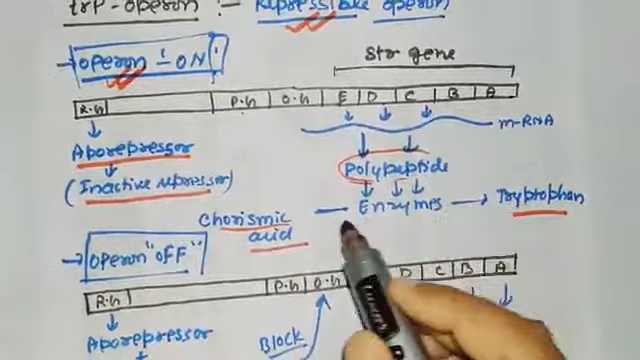 trp-operon :- Repressible operon
operon - ON
Str gene
R.G P.G O.G E D C B A
m-RNA
Aporepressor
(Inactive repressor)
Polypeptide
Chorismic acid — Enzymes → Tryptophan
operon "OFF"
R.G P.G O.G D C B A
Aporepressor
Block